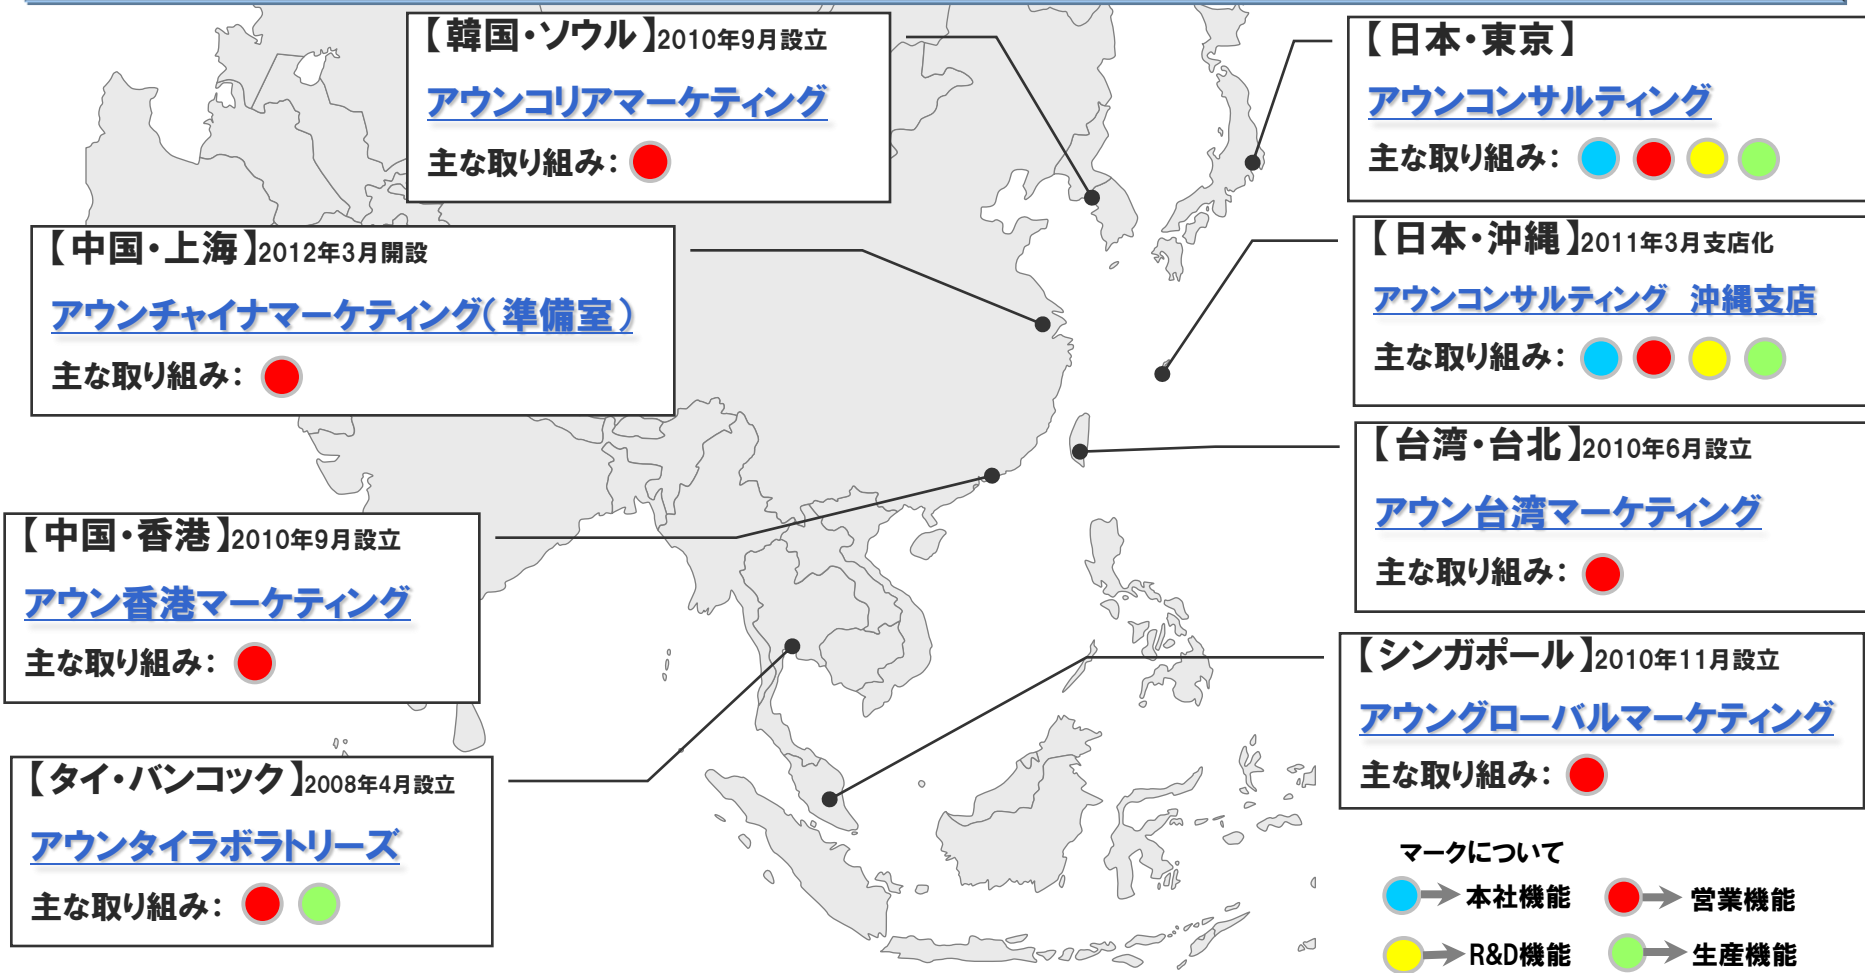 【韓国・ソウル】2010年9月設立
アウンコリアマーケティング
主な取り組み：
【日本・東京】
アウンコンサルティング
主な取り組み：
【中国・上海】2012年3月開設
アウンチャイナマーケティング（準備室）
主な取り組み：
【日本・沖縄】2011年3月支店化
アウンコンサルティング 沖縄支店
主な取り組み：
【台湾・台北】2010年6月設立
アウン台湾マーケティング
主な取り組み：
【中国・香港】2010年9月設立
アウン香港マーケティング
主な取り組み：
【シンガポール】2010年11月設立
アウングローバルマーケティング
主な取り組み：
【タイ・バンコック】2008年4月設立
アウンタイラボラトリーズ
主な取り組み：
マークについて
本社機能
営業機能
R&D機能
生産機能